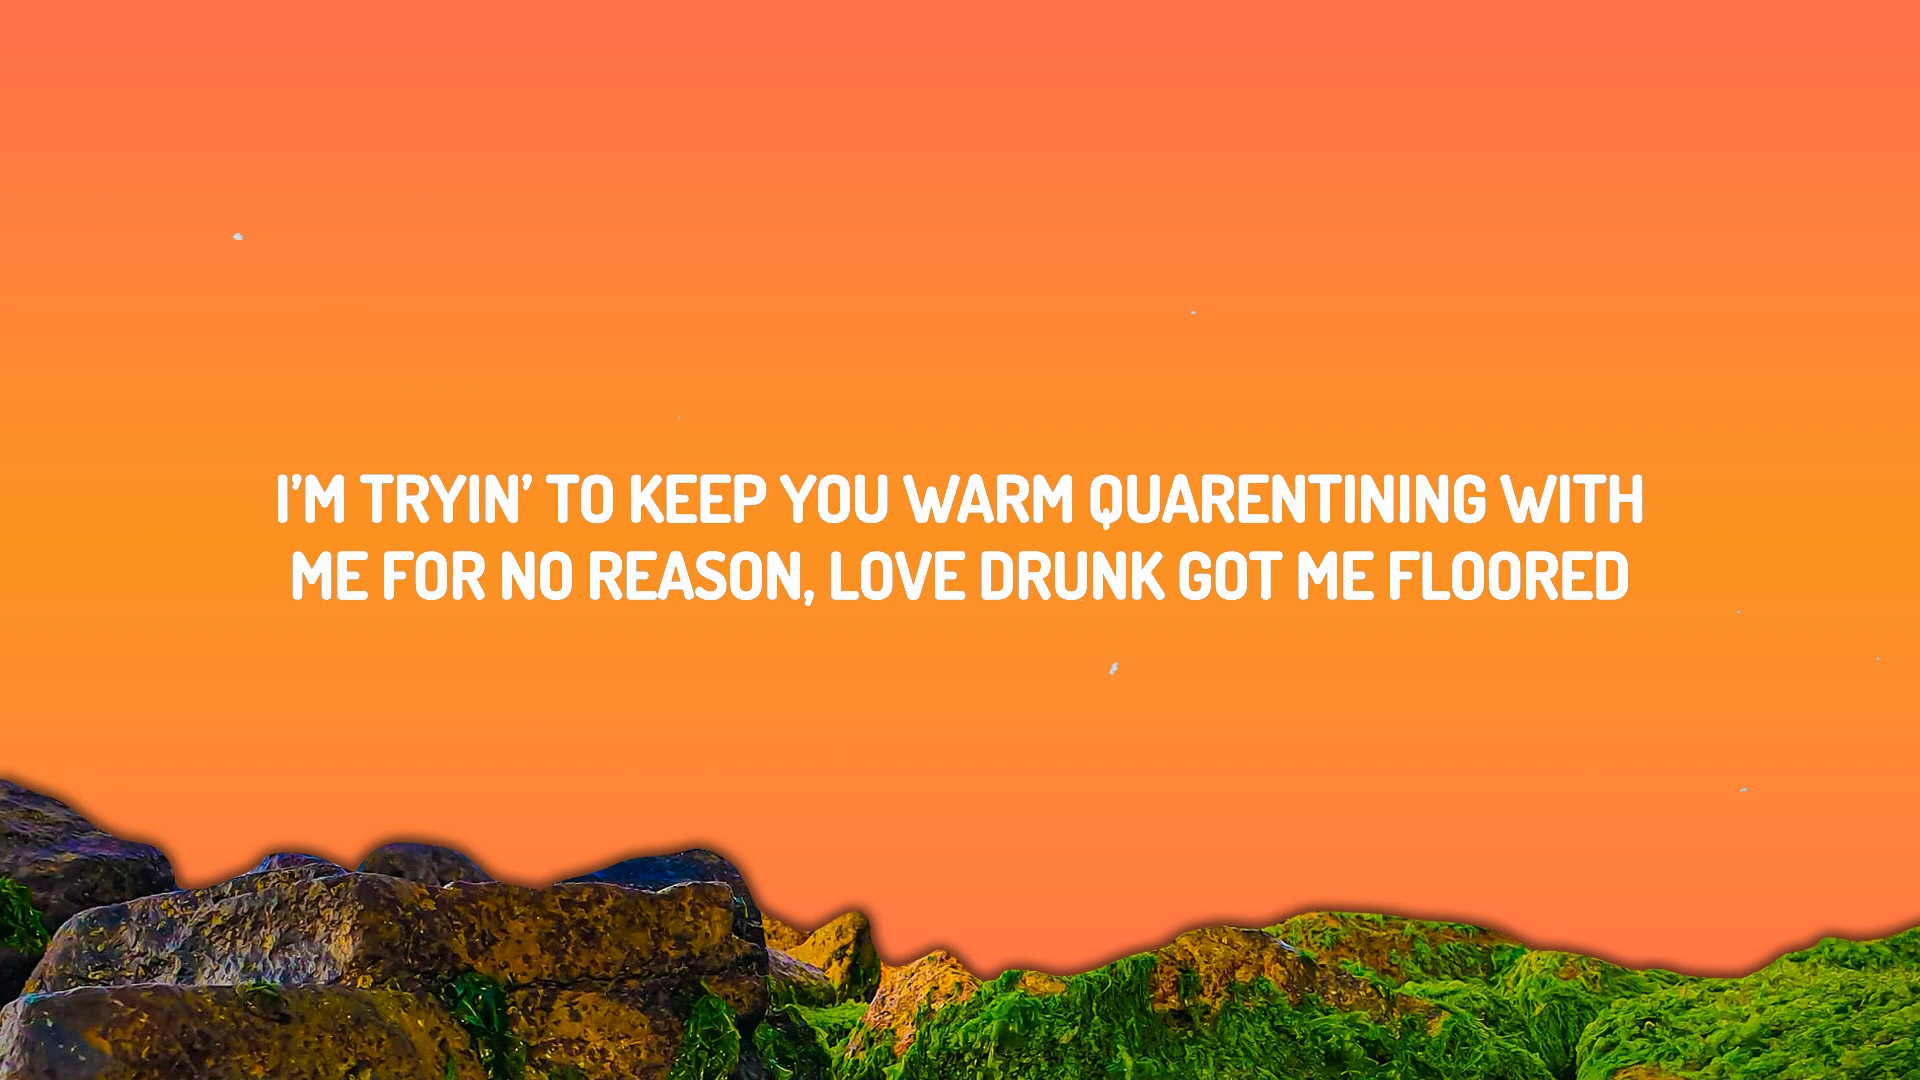 I'M TRYIN' TO KEEP YOU WARM QUARENTINING WITH
ME FOR NO REASON, LOVE DRUNK GOT ME FLOORED